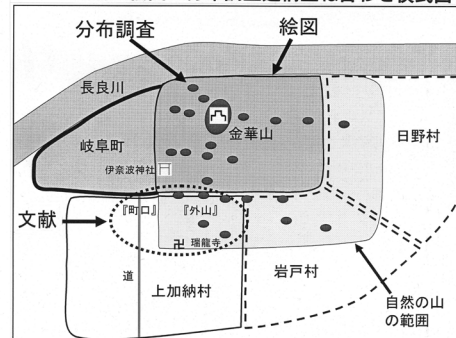 分布調査
絵図
長良川
岐阜町
金華山
日野村
伊奈波神社
文献
『町口』
『外山』
卍 瑞龍寺
道
上加納村
岩戸村
自然の山
の範囲